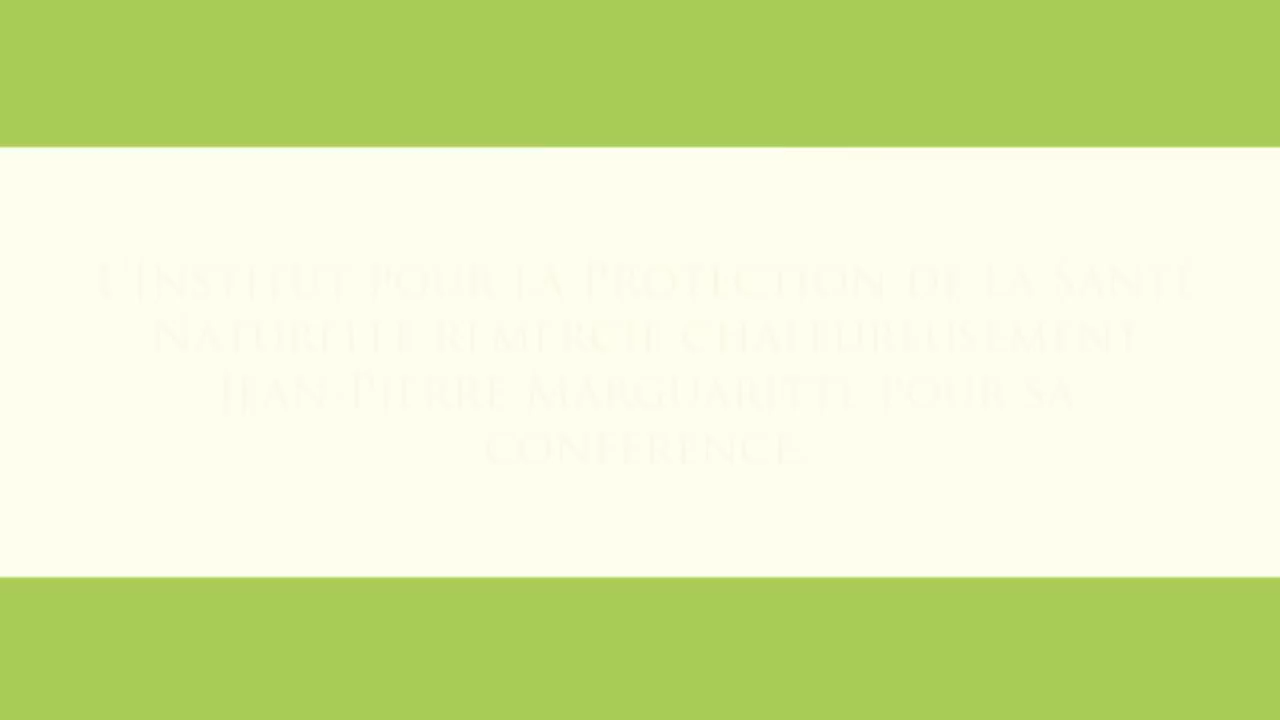 L'Institut pour la Protection de la Santé
Naturelle remercie chaleureusement
Jean-Pierre Marguaritte pour sa
conférence.